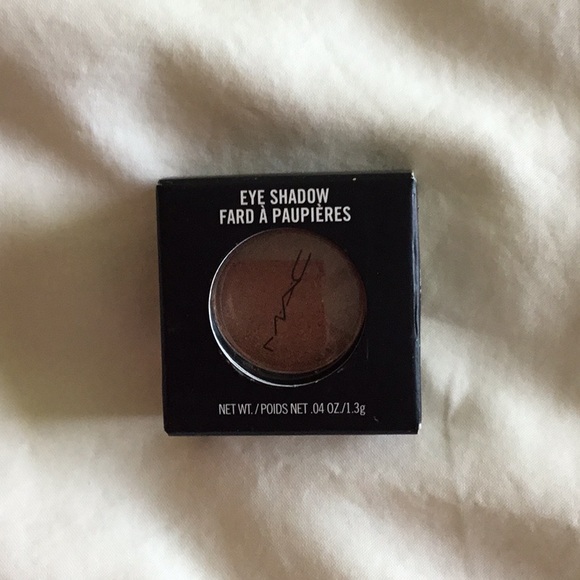 EYE SHADOW
FARD À PAUPIÈRES
MAC
NET WT. / POIDS NET .04 OZ./1.3g